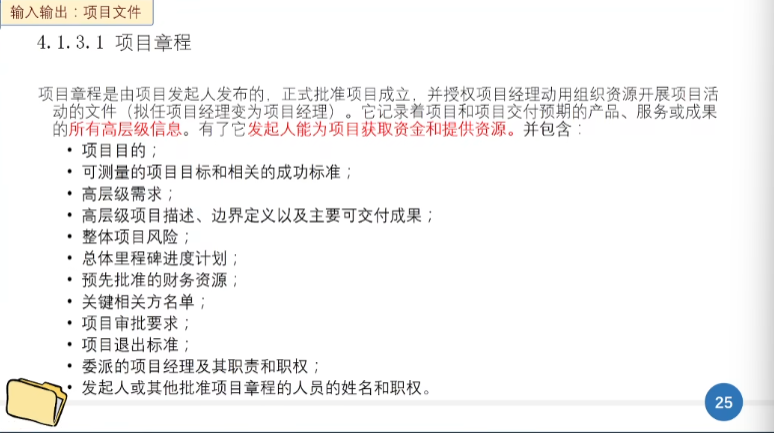 输入输出：项目文件
4.1.3.1 项目章程
项目章程是由项目发起人发布的，正式批准项目成立，并授权项目经理动用组织资源开展项目活
动的文件（拟任项目经理变为项目经理）。它记录着项目和项目交付预期的产品、服务或成果
的所有高层级信息。有了它发起人能为项目获取资金和提供资源。并包含：
• 项目目的；
• 可测量的项目目标和相关的成功标准；
• 高层级需求；
• 高层级项目描述、边界定义以及主要可交付成果；
• 整体项目风险；
• 总体里程碑进度计划；
• 预先批准的财务资源；
• 关键相关方名单；
• 项目审批要求；
• 项目退出标准；
• 委派的项目经理及其职责和职权；
• 发起人或其他批准项目章程的人员的姓名和职权。
25